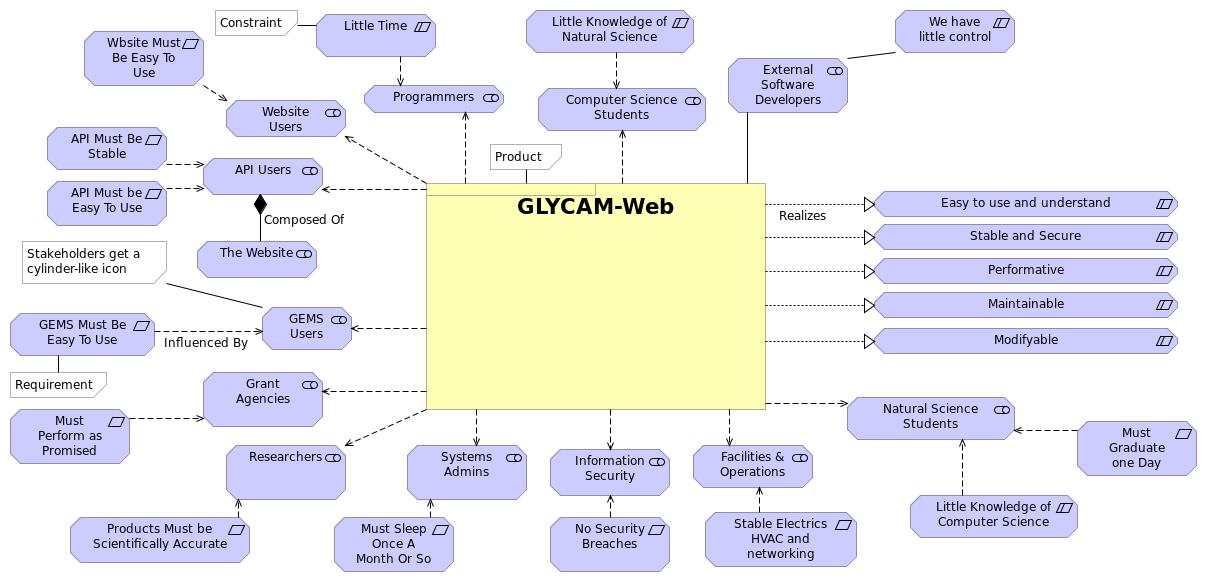 Constraint
Little Time
Little Knowledge of
Natural Science
We have
little control
Wbsite Must
Be Easy To
Use
Programmers
Computer Science
Students
External
Software
Developers
Website
Users
API Must Be
Stable
API Users
Product
API Must be
Easy To Use
Composed Of
The Website
GLYCAM-Web
Realizes
Easy to use and understand
Stable and Secure
Performative
Maintainable
Modifyable
Stakeholders get a
cylinder-like icon
GEMS Must Be
Easy To Use
Influenced By
GEMS
Users
Requirement
Grant
Agencies
Must
Perform as
Promised
Researchers
Systems
Admins
Information
Security
Facilities &
Operations
Natural Science
Students
Must
Graduate
one Day
Products Must be
Scientifically Accurate
Must Sleep
Once A
Month Or So
No Security
Breaches
Stable Electrics
HVAC and
networking
Little Knowledge of
Computer Science